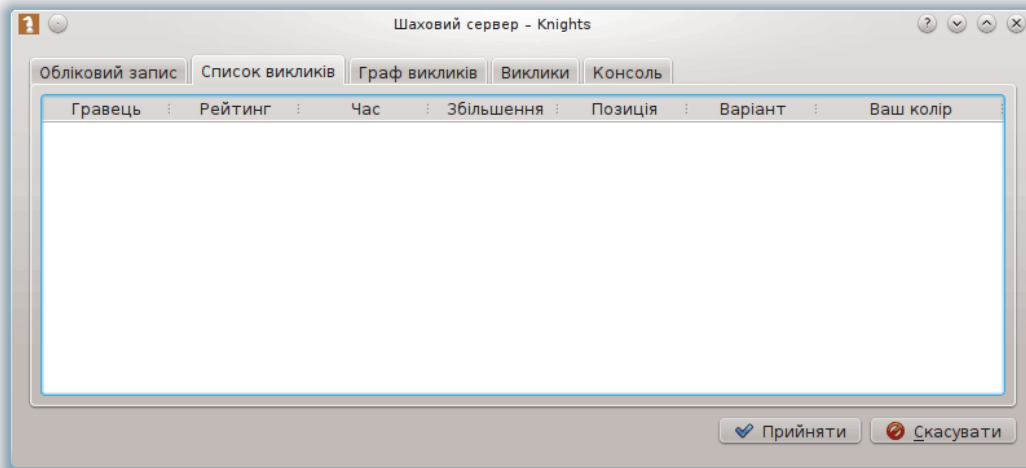 Шаховий сервер – Knights
Обліковий запис Список викликів Граф викликів Виклики Консоль
Гравець Рейтинг Час Збільшення Позиція Варіант Ваш колір
Прийняти Скасувати